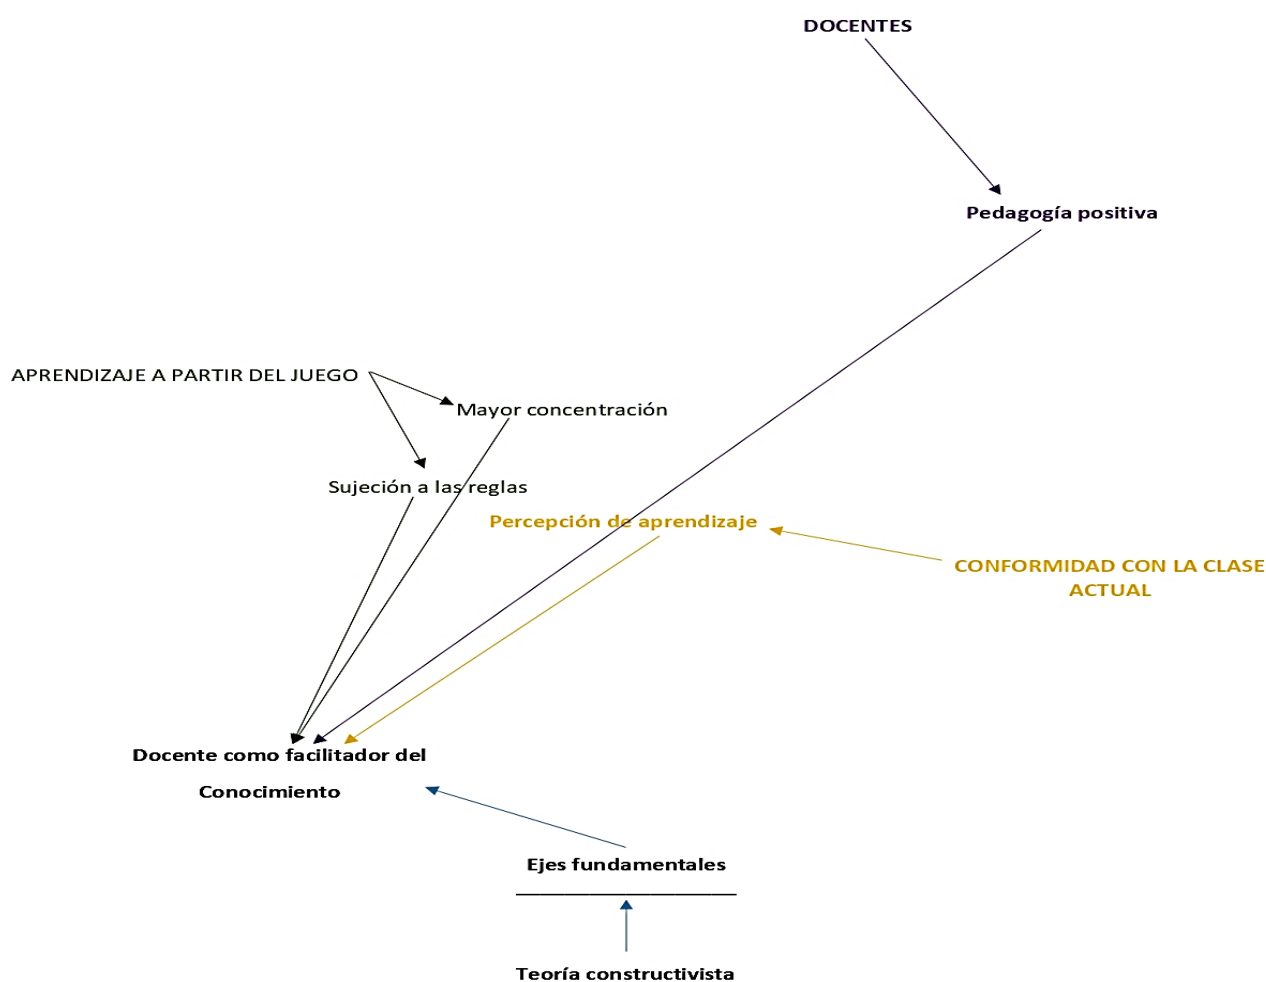 DOCENTES
Pedagogía positiva
APRENDIZAJE A PARTIR DEL JUEGO
Mayor concentración
Sujeción a las reglas
Percepción de aprendizaje
CONFORMIDAD CON LA CLASE
ACTUAL
Docente como facilitador del
Conocimiento
Ejes fundamentales
Teoría constructivista